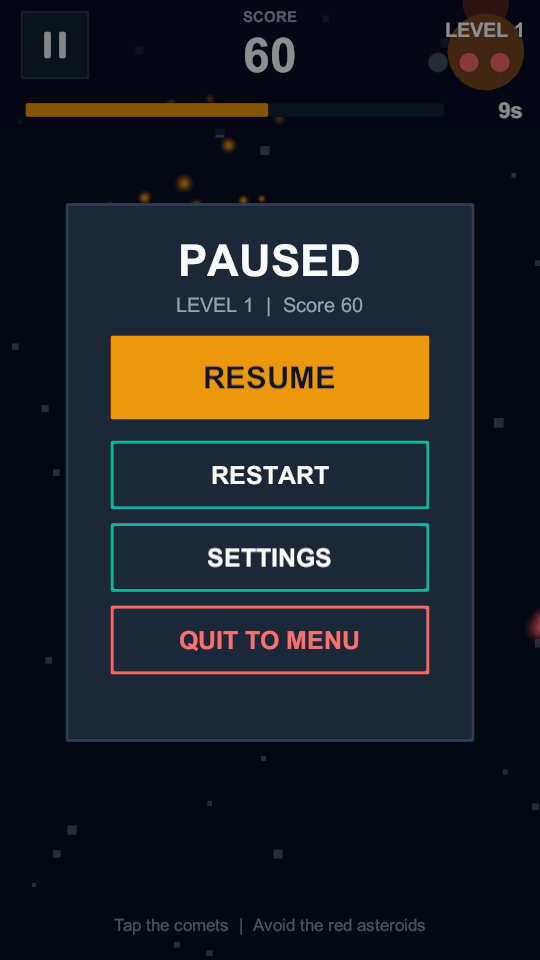 SCORE
60
LEVEL 1
9s
PAUSED
LEVEL 1 | Score 60
RESUME
RESTART
SETTINGS
QUIT TO MENU
Tap the comets | Avoid the red asteroids